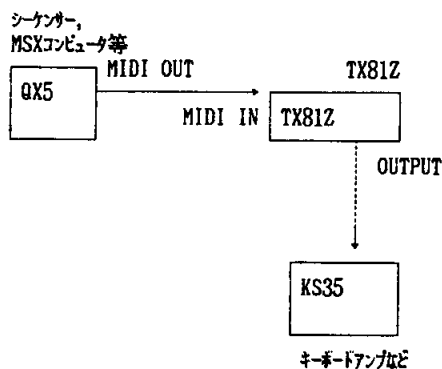 シーケンサー,
MSXコンピュータ等
QX5
MIDI OUT
TX81Z
MIDI IN
TX81Z
OUTPUT
KS35
キーボードアンプなど